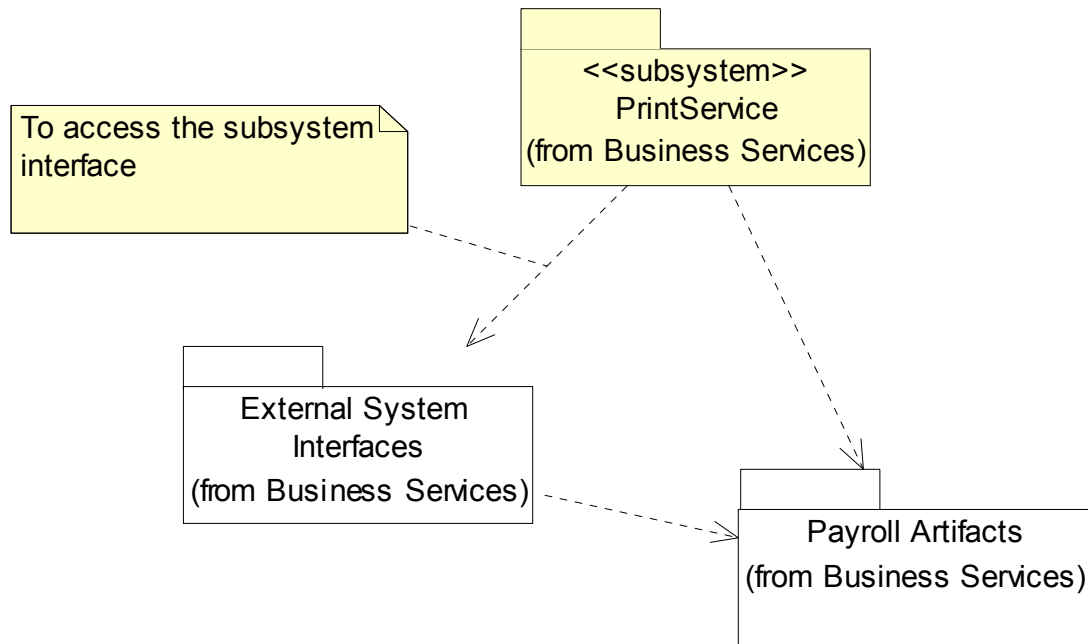 <<subsystem>>
PrintService
(from Business Services)
To access the subsystem
interface
External System
Interfaces
(from Business Services)
Payroll Artifacts
(from Business Services)